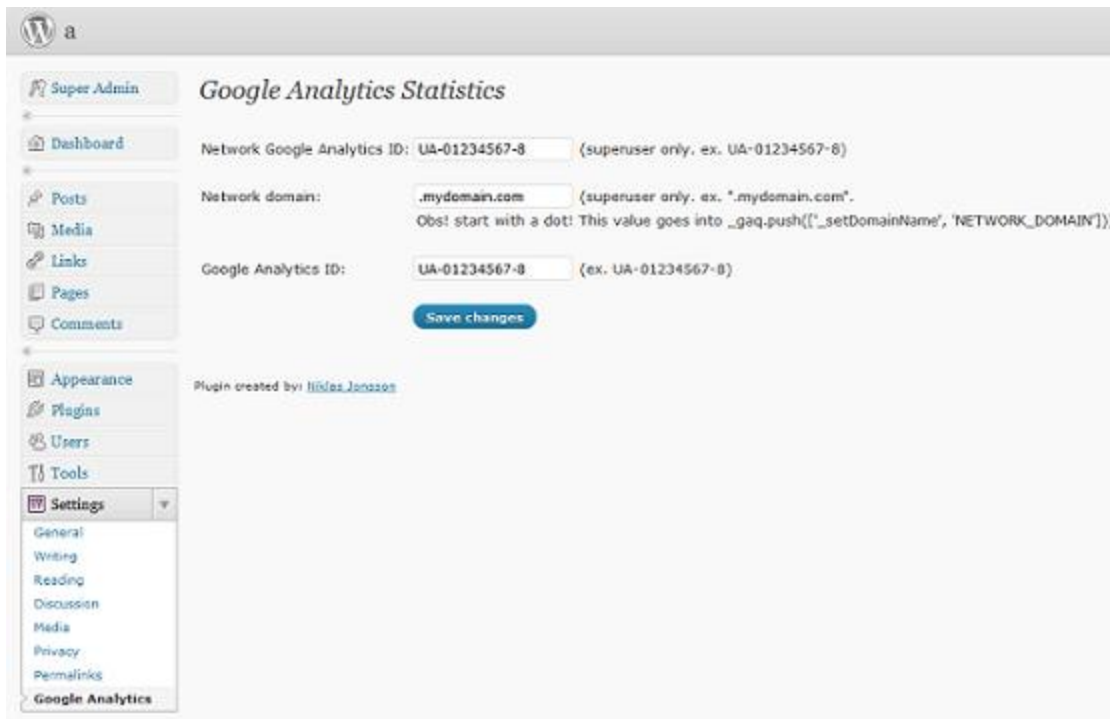 a
Super Admin
Dashboard
Posts
Media
Links
Pages
Comments
Appearance
Plugins
Users
Tools
Settings
General
Writing
Reading
Discussion
Media
Privacy
Permalinks
Google Analytics
Google Analytics Statistics
Network Google Analytics ID: UA-01234567-8 (superuser only. ex. UA-01234567-8)
Network domain: .mydomain.com (superuser only. ex. ".mydomain.com".
Obs! start with a dot! This value goes into _gaq.push(['_setDomainName', 'NETWORK_DOMAIN'])
Google Analytics ID: UA-01234567-8 (ex. UA-01234567-8)
Save changes
Plugin created by: Niklas Jonsson